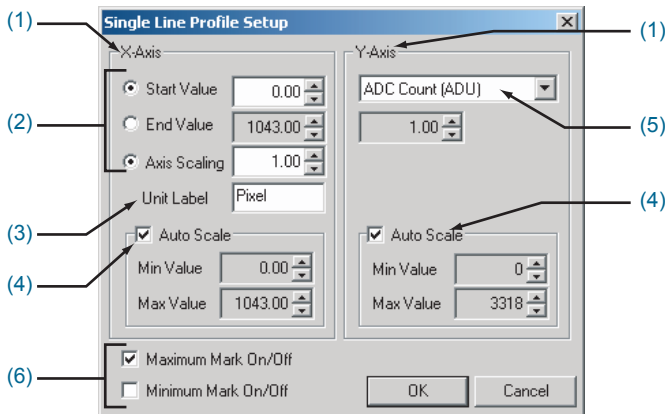 Single Line Profile Setup
(1)
(1)
X-Axis
Y-Axis
(2)
Start Value 0.00
End Value 1043.00
Axis Scaling 1.00
Unit Label Pixel
ADC Count (ADU)
1.00
(5)
(3)
(4)
Auto Scale
Min Value 0.00
Max Value 1043.00
(4)
Auto Scale
Min Value 0
Max Value 3318
(6)
Maximum Mark On/Off
Minimum Mark On/Off
OK
Cancel